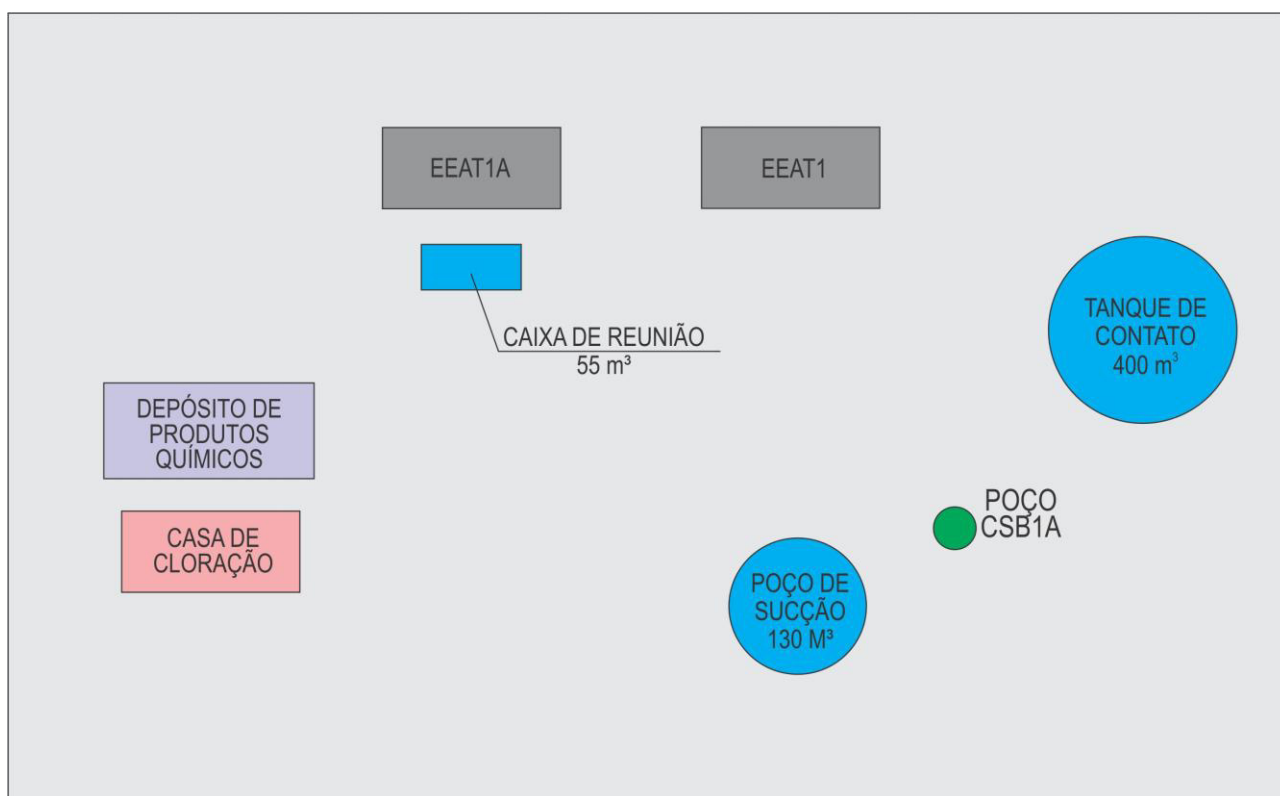 EEAT1A
EEAT1
CAIXA DE REUNIÃO
55 m³
TANQUE DE
CONTATO
400 m³
DEPÓSITO DE
PRODUTOS
QUÍMICOS
CASA DE
CLORAÇÃO
POÇO
CSB1A
POÇO DE
SUCÇÃO
130 M³